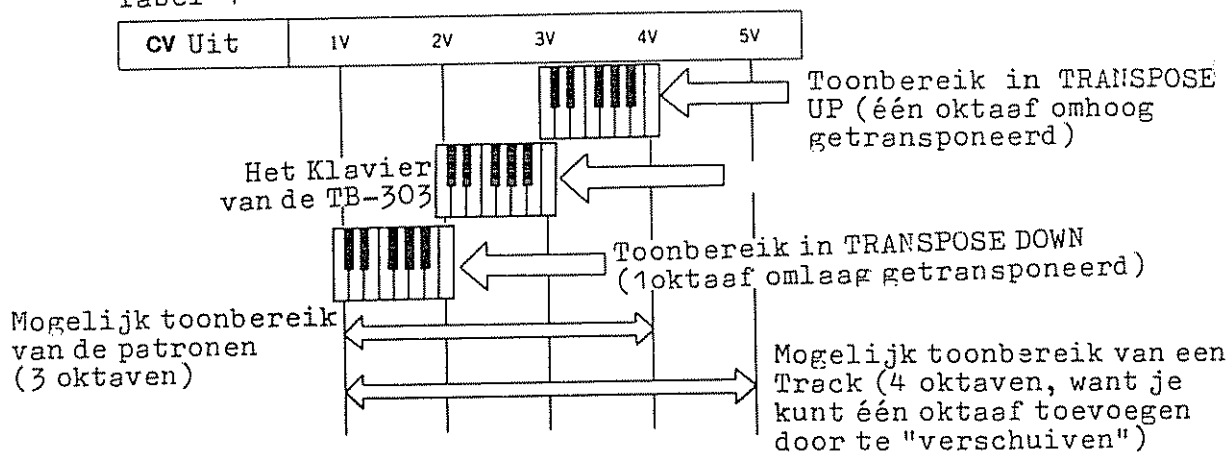 CV Uit 1V 2V 3V 4V 5V
Toonbereik in TRANSPOSE
UP (één oktaaf omhoog
getransponeerd)
Het Klavier
van de TB-303
Toonbereik in TRANSPOSE DOWN
(1oktaaf omlaag getransponeerd)
Mogelijk toonbereik
van de patronen
(3 oktaven)
Mogelijk toonbereik van een
Track (4 oktaven, want je
kunt één oktaaf toevoegen
door te "verschuiven")